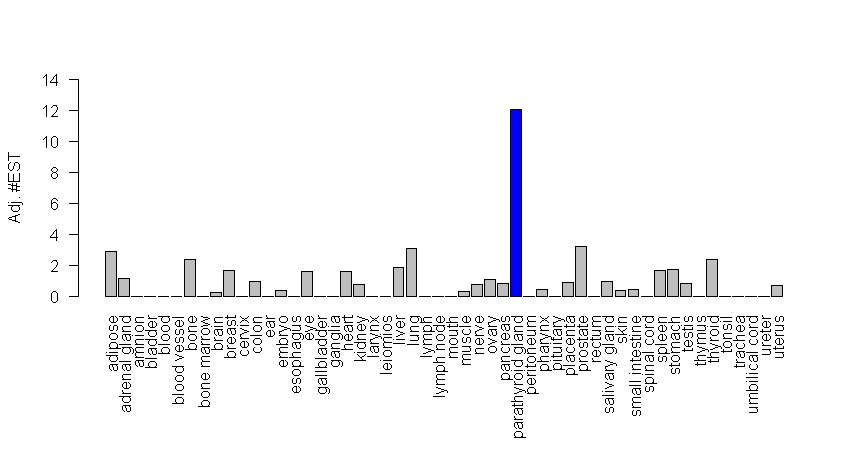 14
12
10
8
6
4
2
0
Adj. #EST
adipose
adrenal gland
amnion
bladder
blood
blood vessel
bone
bone marrow
brain
breast
cervix
colon
ear
embryo
esophagus
eye
gallbladder
ganglia
heart
kidney
larynx
leiomios
liver
lung
lymph
lymph node
mouth
muscle
nerve
ovary
pancreas
parathyroid gland
peritoneum
pharynx
pituitary
placenta
prostate
rectum
salivary gland
skin
small intestine
spinal cord
spleen
stomach
testis
thymus
thyroid
tonsil
trachea
umbilical cord
ureter
uterus